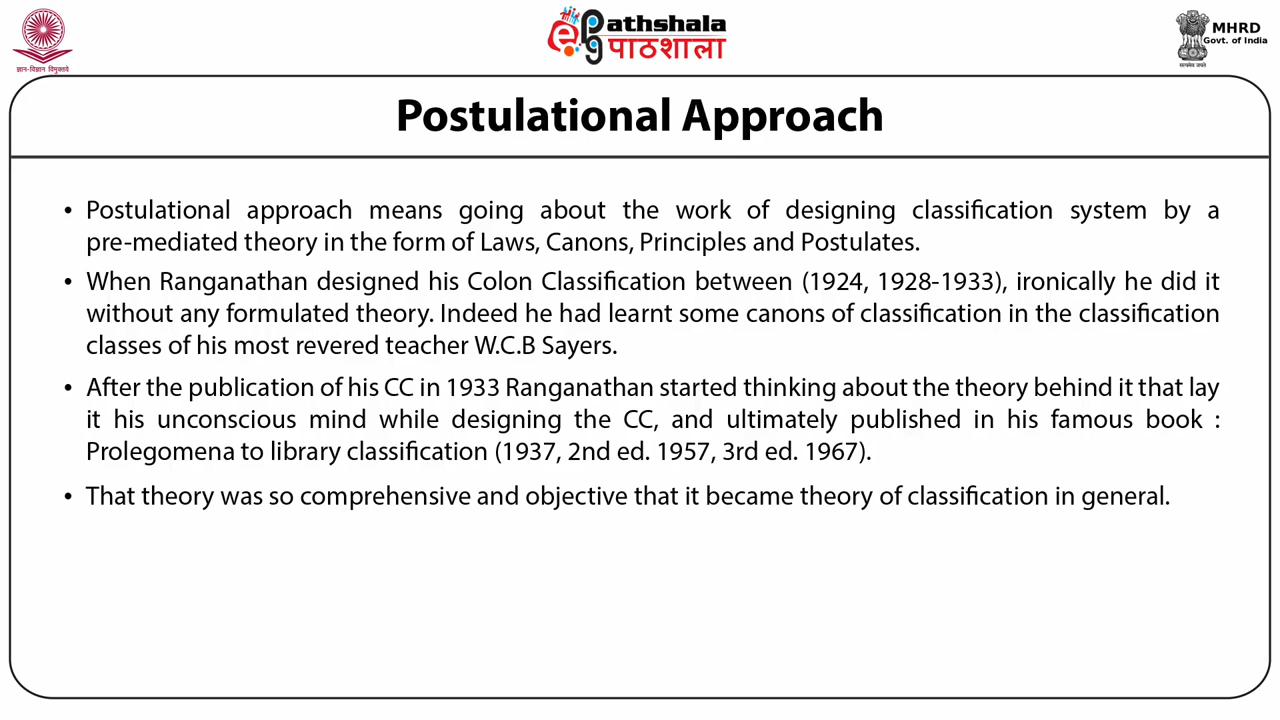 ज्ञान-विज्ञान विमुक्तये
ePG Pathshala
पाठशाला
सत्यमेव जयते
MHRD
Govt. of India
Postulational Approach
• Postulational approach means going about the work of designing classification system by a
pre-mediated theory in the form of Laws, Canons, Principles and Postulates.
• When Ranganathan designed his Colon Classification between (1924, 1928-1933), ironically he did it
without any formulated theory. Indeed he had learnt some canons of classification in the classification
classes of his most revered teacher W.C.B Sayers.
• After the publication of his CC in 1933 Ranganathan started thinking about the theory behind it that lay
it his unconscious mind while designing the CC, and ultimately published in his famous book :
Prolegomena to library classification (1937, 2nd ed. 1957, 3rd ed. 1967).
• That theory was so comprehensive and objective that it became theory of classification in general.